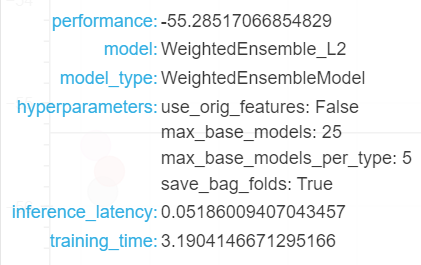 performance: -55.28517066854829
model: WeightedEnsemble_L2
model_type: WeightedEnsembleModel
hyperparameters: use_orig_features: False
max_base_models: 25
max_base_models_per_type: 5
save_bag_folds: True
inference_latency: 0.05186009407043457
training_time: 3.1904146671295166